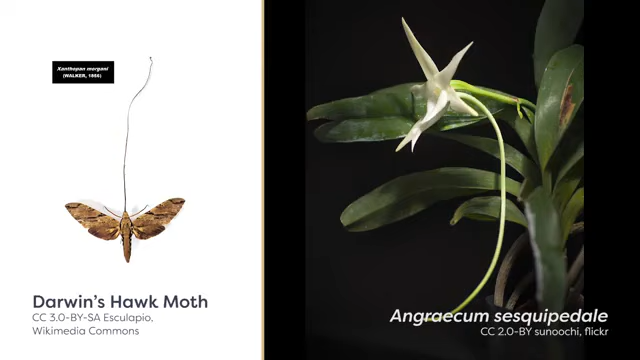 Xanthopan morgani
(WALKER, 1856)
Darwin's Hawk Moth
CC 3.0-BY-SA Esculapio,
Wikimedia Commons
Angraecum sesquipedale
CC 2.0-BY sunoochi, flickr